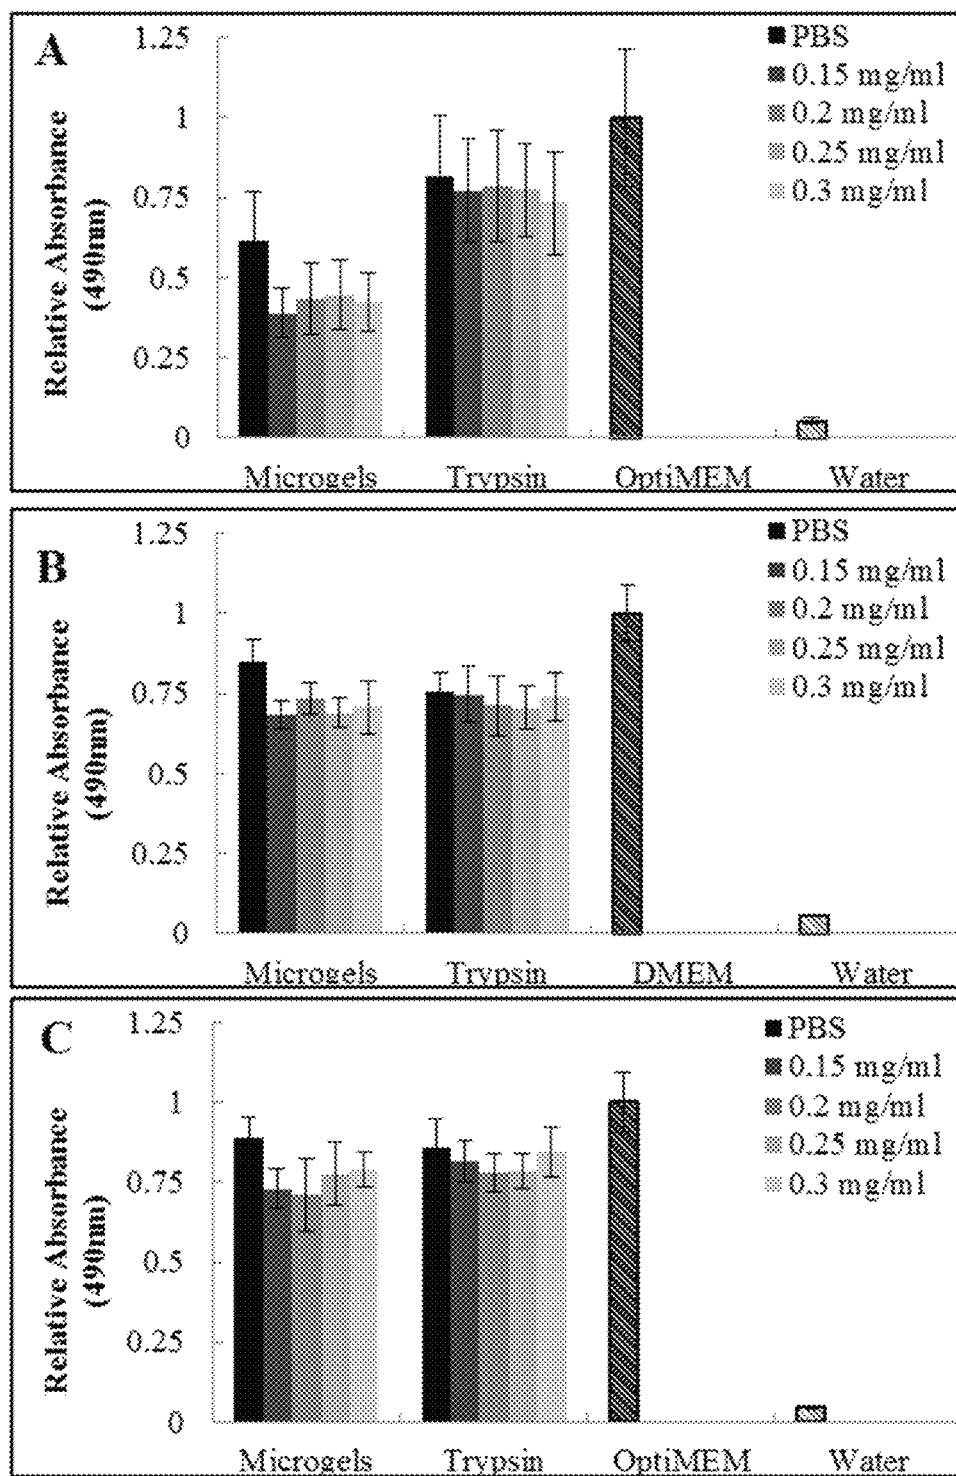 A
1.25
1
0.75
0.5
0.25
0
Relative Absorbance
(490nm)
PBS
0.15 mg/ml
0.2 mg/ml
0.25 mg/ml
0.3 mg/ml
Microgels Trypsin OptiMEM Water
B
1.25
1
0.75
0.5
0.25
0
Relative Absorbance
(490nm)
PBS
0.15 mg/ml
0.2 mg/ml
0.25 mg/ml
0.3 mg/ml
Microgels Trypsin DMEM Water
C
1.25
1
0.75
0.5
0.25
0
Relative Absorbance
(490nm)
PBS
0.15 mg/ml
0.2 mg/ml
0.25 mg/ml
0.3 mg/ml
Microgels Trypsin OptiMEM Water